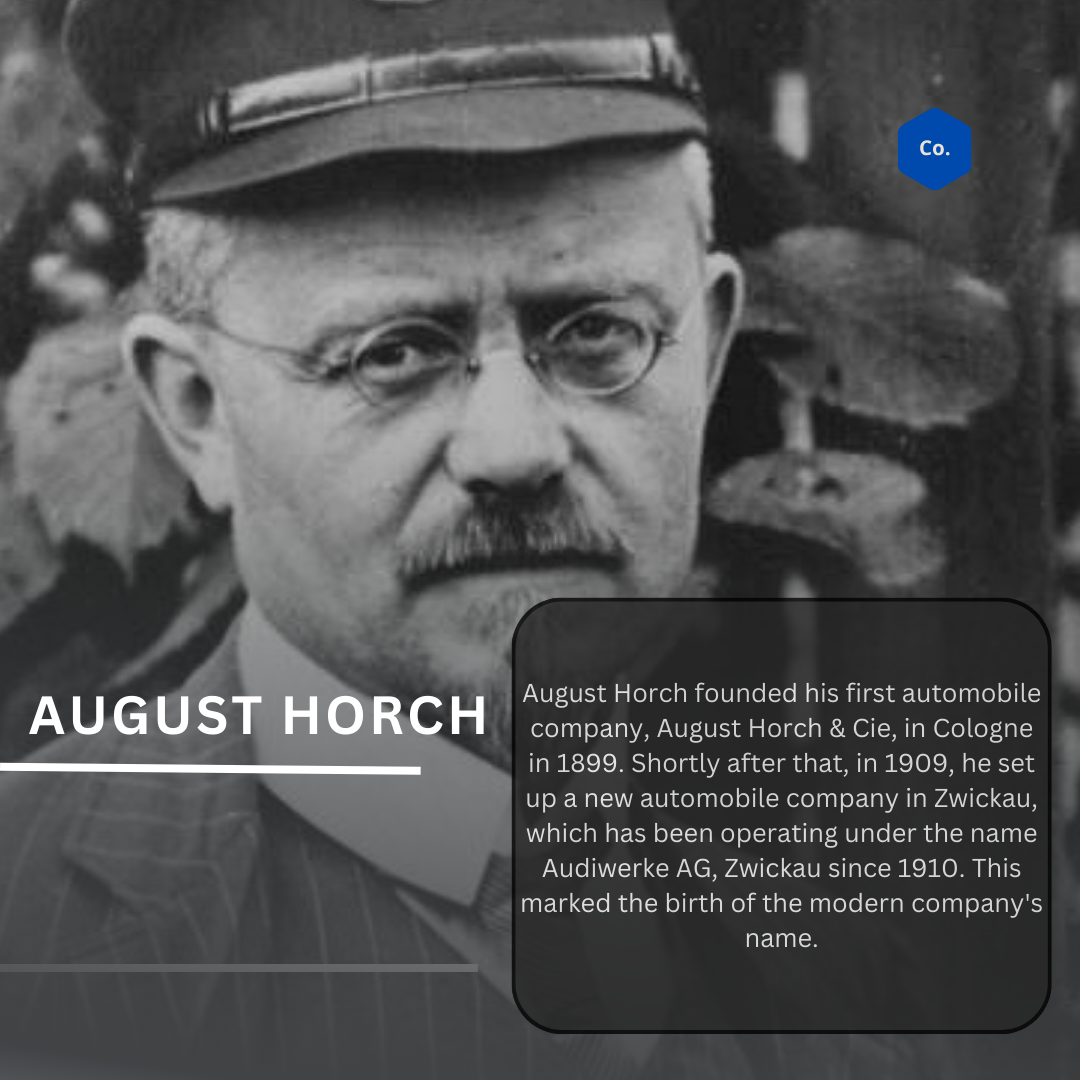 Co.
AUGUST HORCH
August Horch founded his first automobile
company, August Horch & Cie, in Cologne
in 1899. Shortly after that, in 1909, he set
up a new automobile company in Zwickau,
which has been operating under the name
Audiwerke AG, Zwickau since 1910. This
marked the birth of the modern company's
name.